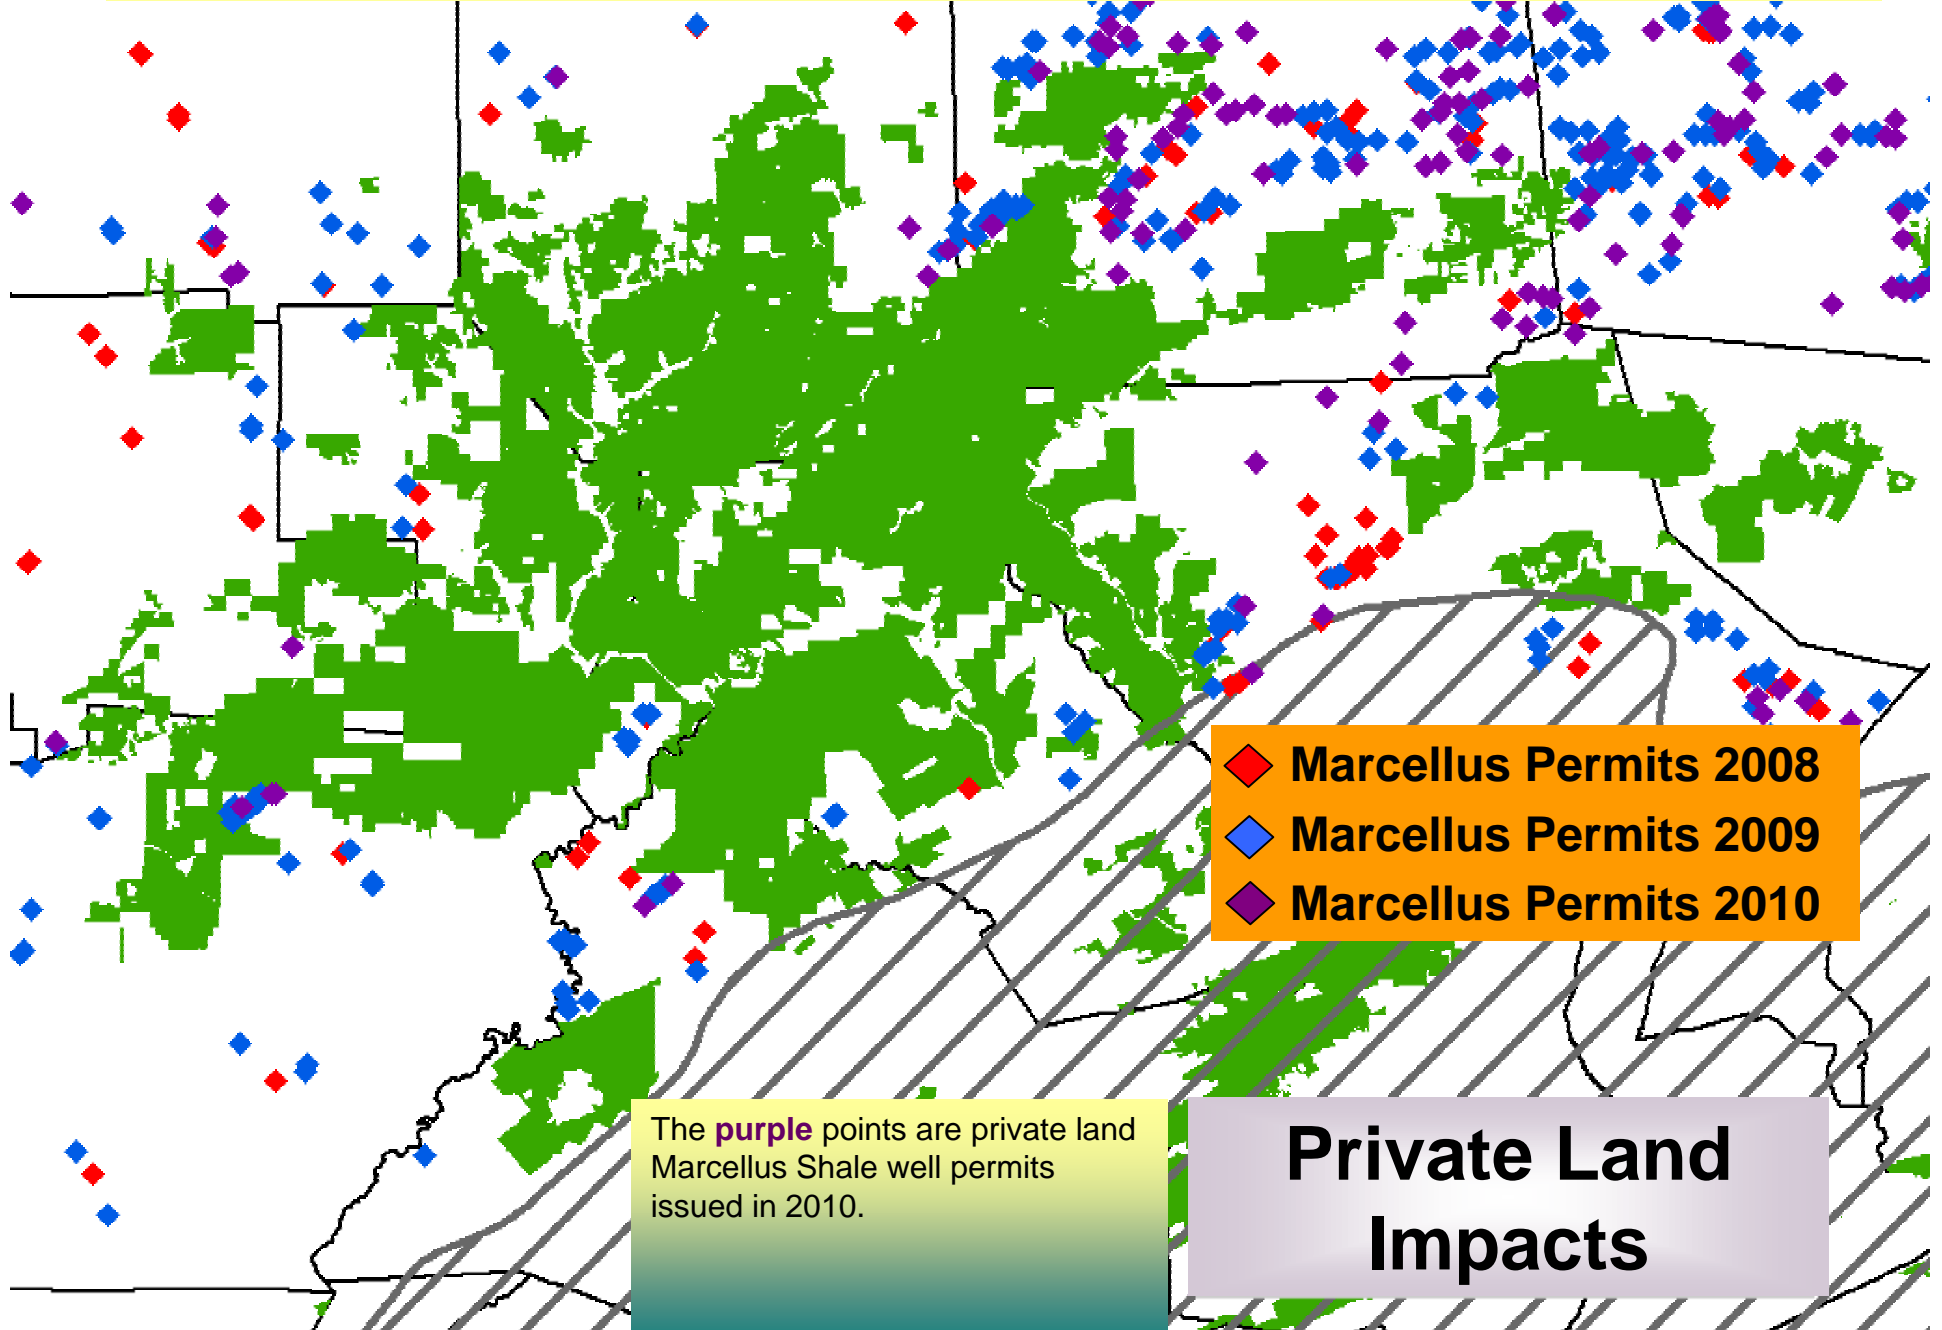 Marcellus Permits 2008
Marcellus Permits 2009
Marcellus Permits 2010
The purple points are private land
Marcellus Shale well permits
issued in 2010.
Private Land
Impacts